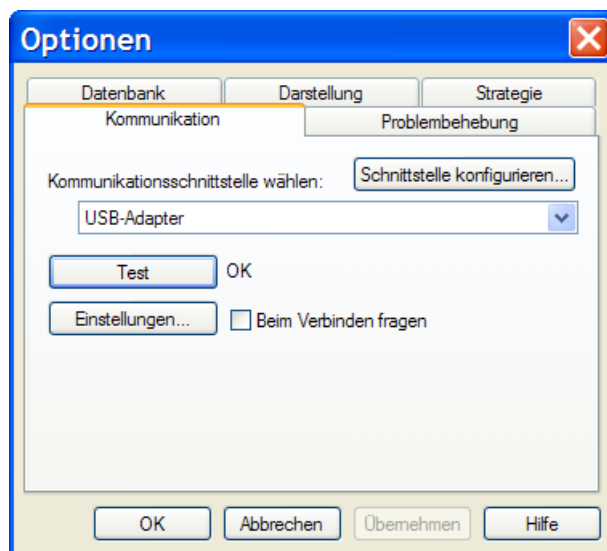 Optionen
Datenbank
Darstellung
Strategie
Kommunikation
Problembehebung
Kommunikationsschnittstelle wählen:
Schnittstelle konfigurieren...
USB-Adapter
Test
OK
Einstellungen...
Beim Verbinden fragen
OK
Abbrechen
Übernehmen
Hilfe